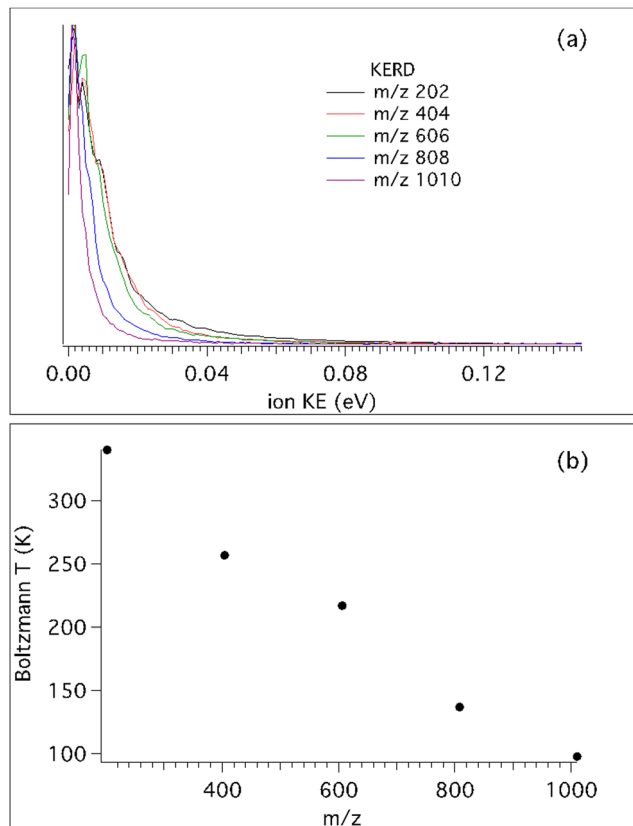 (a)
KERD
m/z 202
m/z 404
m/z 606
m/z 808
m/z 1010
0.00 0.04 0.08 0.12
ion KE (eV)
(b)
300
250
200
150
100
Boltzmann T (K)
400 600 800 1000
m/z